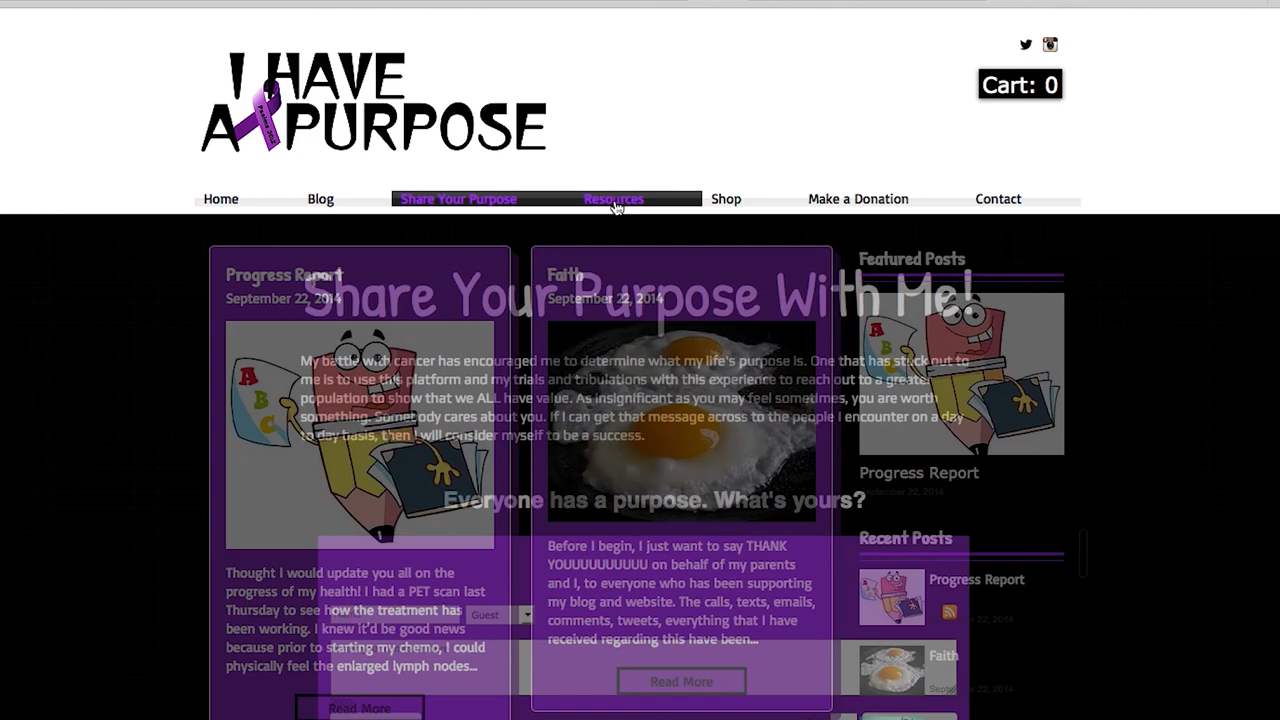 I HAVE
A PURPOSE
Psalms 30:2
Cart: 0
Home Blog Share Your Purpose Resources Shop Make a Donation Contact
Share Your Purpose With Me!
My battle with cancer has encouraged me to determine what my life's purpose is. One that has stuck out to
me is to use this platform and my trials and tribulations with this experience to reach out to a greater
population to show that we ALL have value. As insignificant as you may feel sometimes, you are worth
something. Somebody cares about you. If I can get that message across to the people I encounter on a day
to day basis, then I will consider myself to be a success.
Everyone has a purpose. What's yours?
Guest
Progress Report
September 22, 2014
A
B
C
Thought I would update you all on the
progress of my health! I had a PET scan last
Thursday to see how the treatment has
been working. I knew it'd be good news
because prior to starting my chemo, I could
physically feel the enlarged lymph nodes...
Read More
Faith
September 22, 2014
Before I begin, I just want to say THANK
YOUUUUUUUUUU on behalf of my parents
and I, to everyone who has been supporting
my blog and website. The calls, texts, emails,
comments, tweets, everything that I have
received regarding this have been...
Read More
Featured Posts
A
B
C
Progress Report
September 22, 2014
Recent Posts
Progress Report
Faith